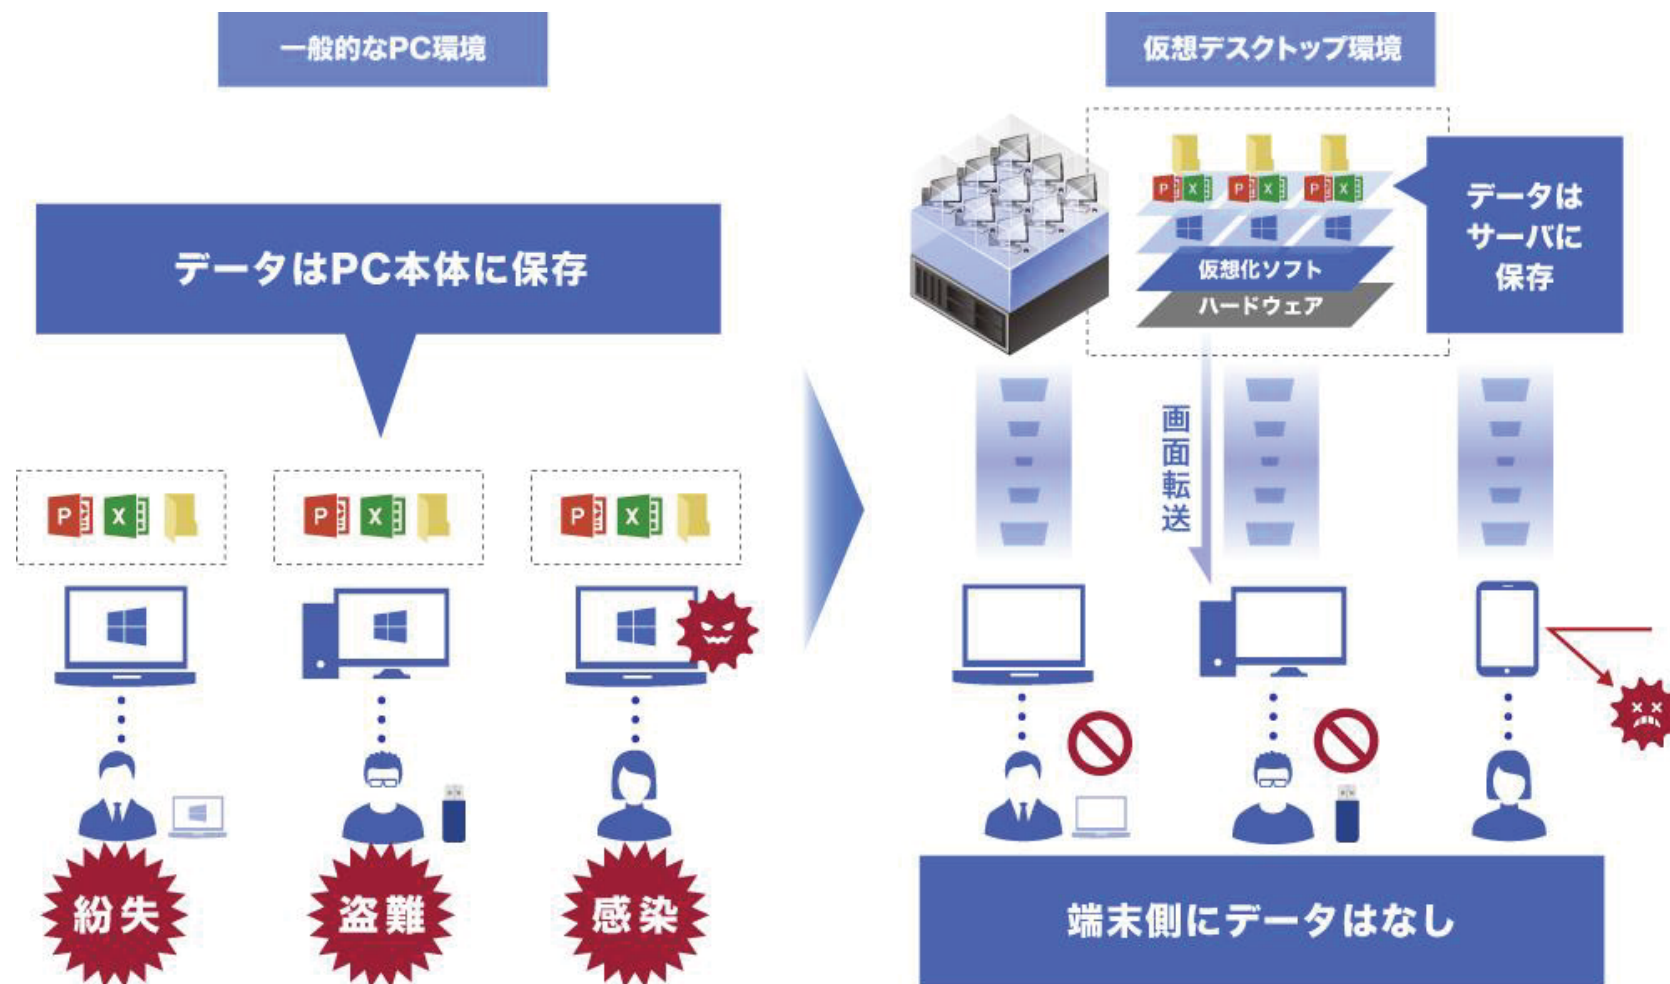 一般的なPC環境
データはPC本体に保存
P X
P X
P X
紛失
盗難
感染
仮想デスクトップ環境
P X P X P X
仮想化ソフト
ハードウェア
データは
サーバに
保存
画面転送
端末側にデータはなし